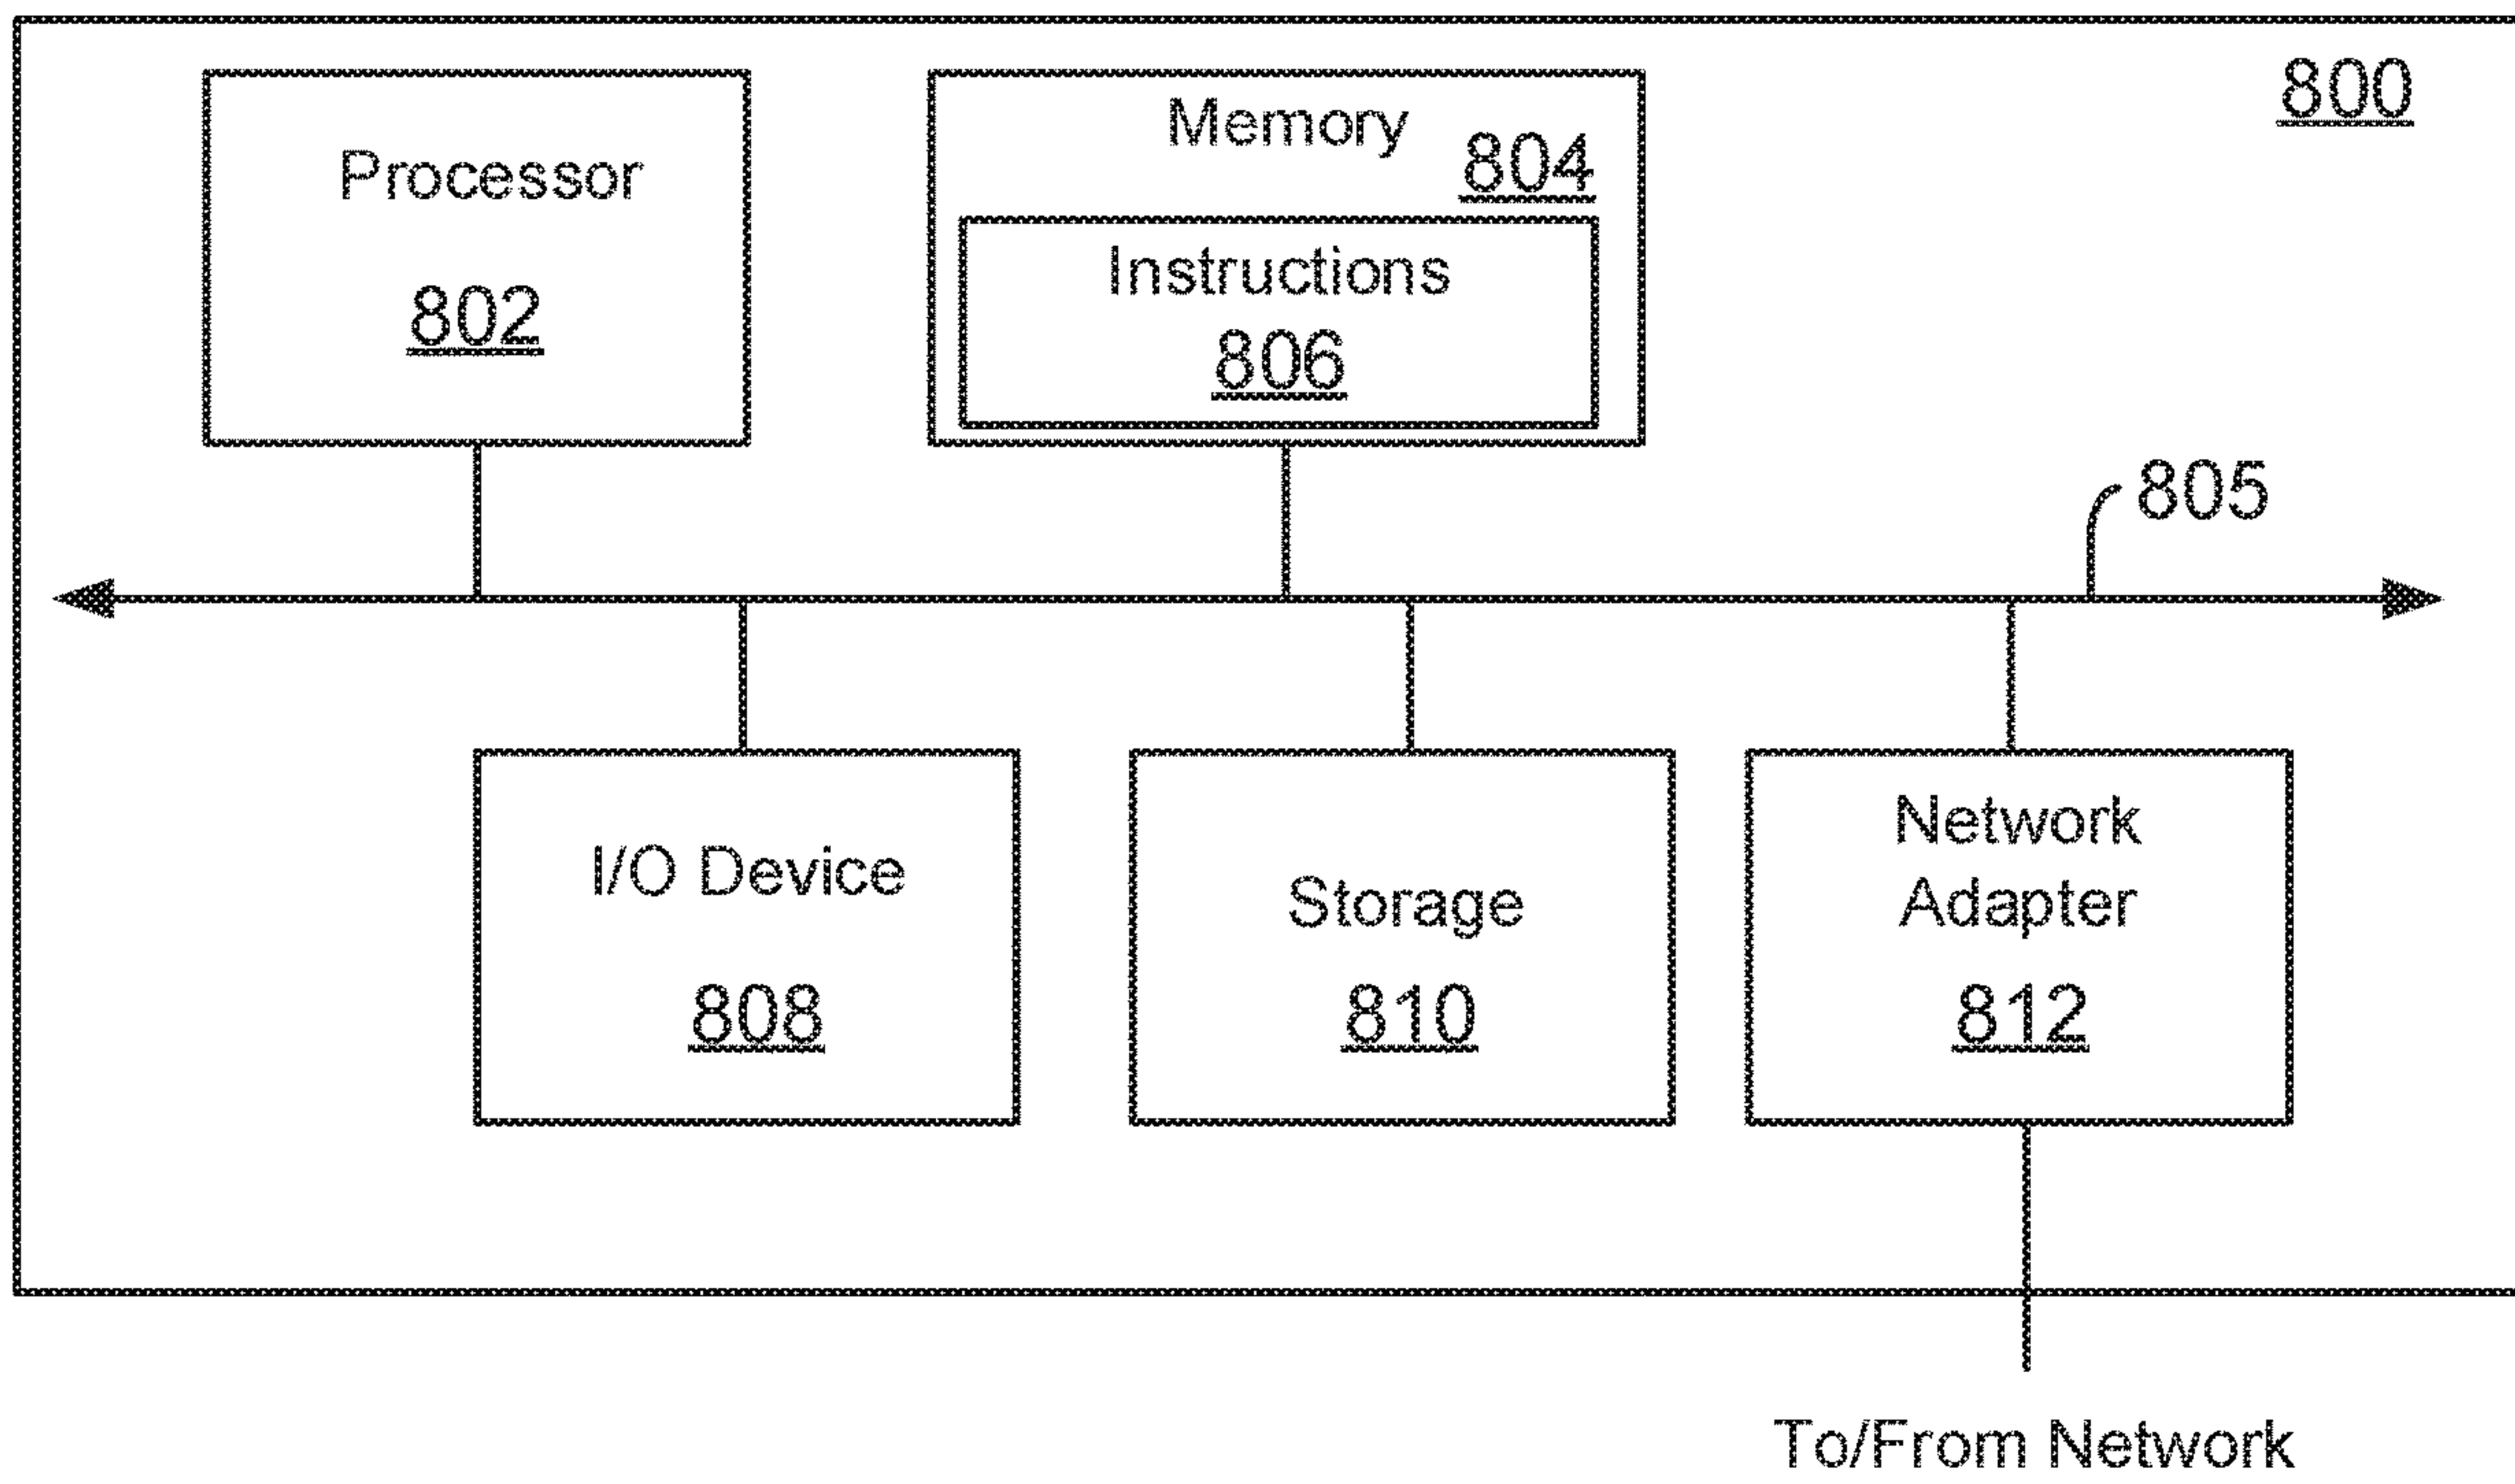 800
Processor
802
Memory
804
Instructions
806
805
I/O Device
808
Storage
810
Network
Adapter
812
To/From Network